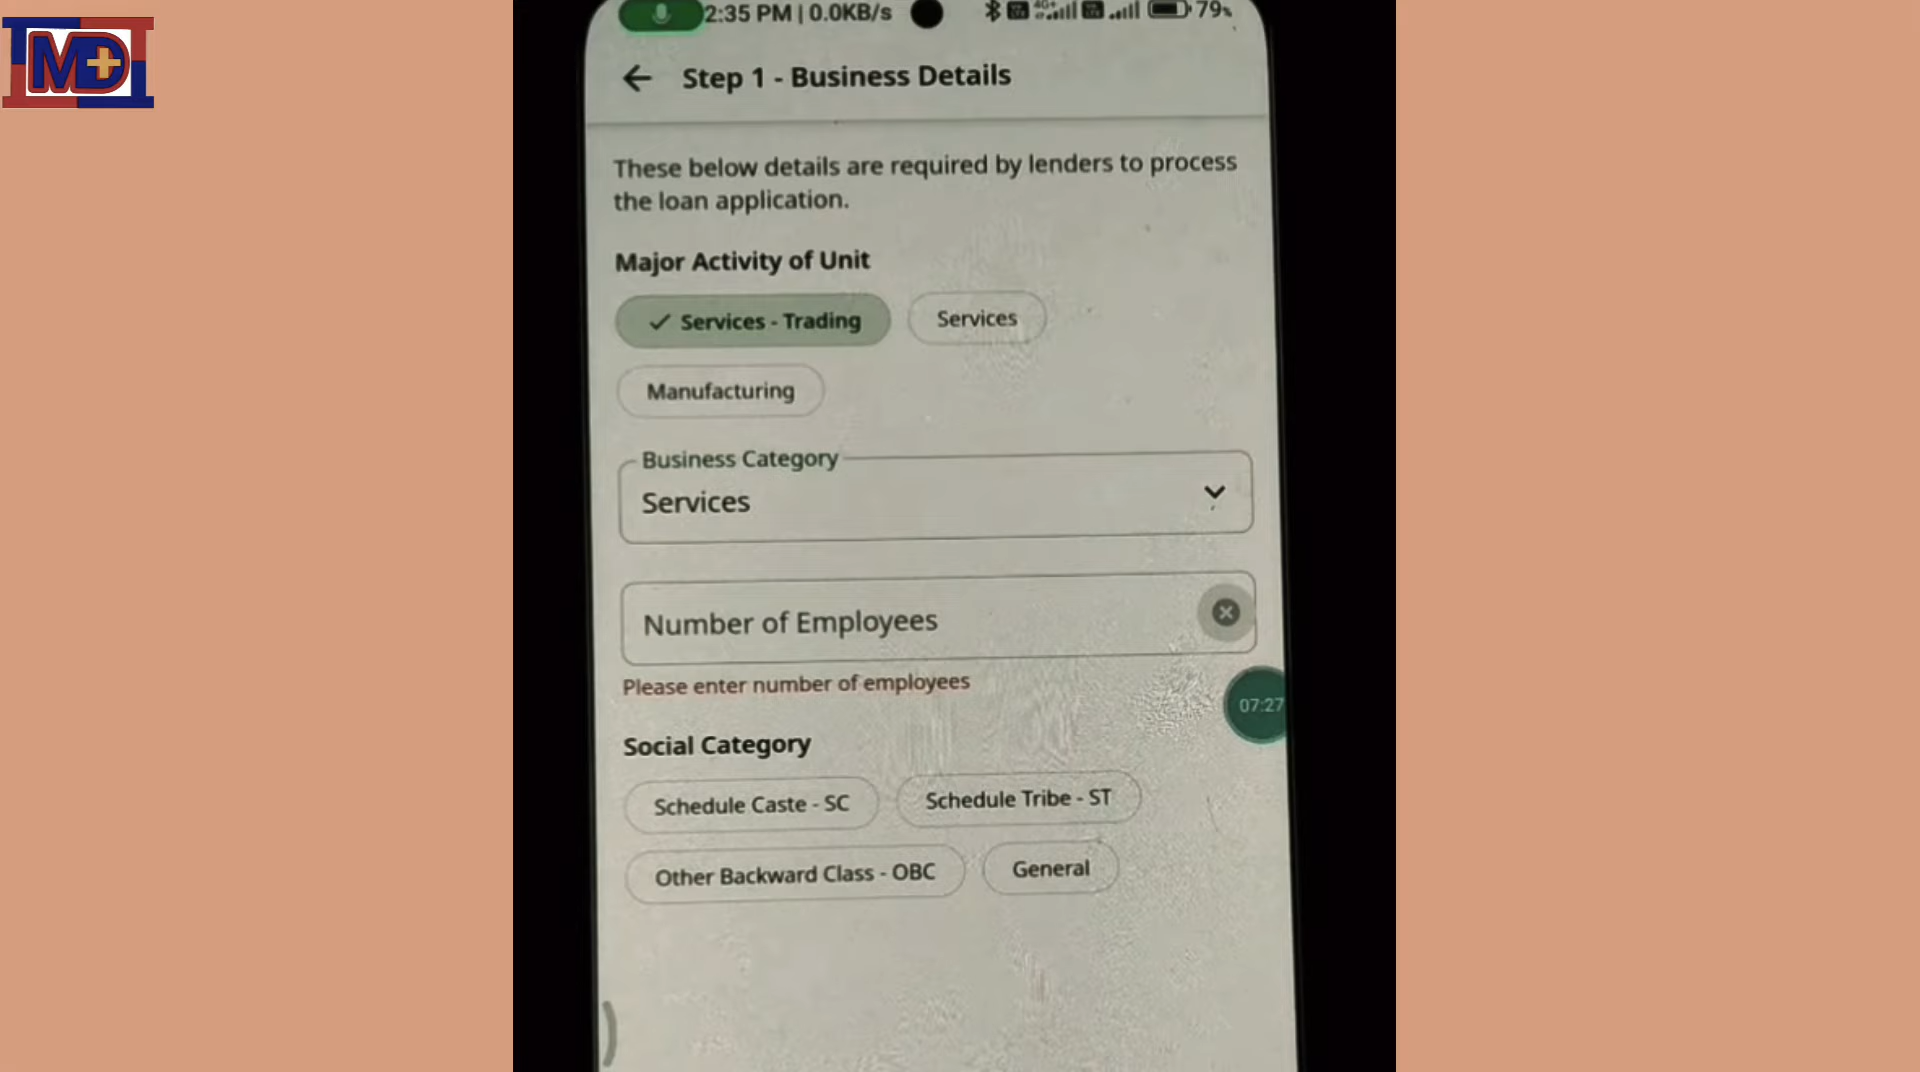 MD+
2:35 PM | 0.0KB/s
79%
Step 1 - Business Details
These below details are required by lenders to process
the loan application.
Major Activity of Unit
Services - Trading
Services
Manufacturing
Business Category
Services
Number of Employees
Please enter number of employees
07:27
Social Category
Schedule Caste - SC
Schedule Tribe - ST
Other Backward Class - OBC
General